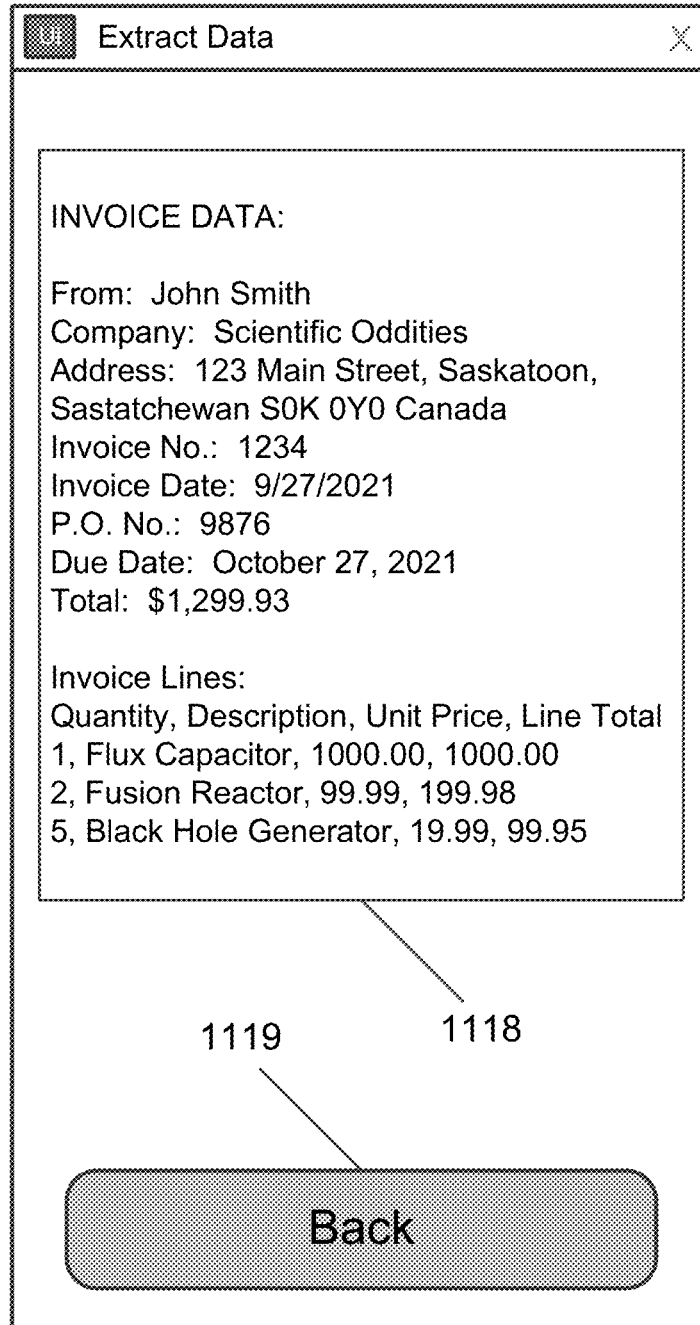 Ui Extract Data X
INVOICE DATA:
From: John Smith
Company: Scientific Oddities
Address: 123 Main Street, Saskatoon,
Sastatchewan S0K 0Y0 Canada
Invoice No.: 1234
Invoice Date: 9/27/2021
P.O. No.: 9876
Due Date: October 27, 2021
Total: $1,299.93
Invoice Lines:
Quantity, Description, Unit Price, Line Total
1, Flux Capacitor, 1000.00, 1000.00
2, Fusion Reactor, 99.99, 199.98
5, Black Hole Generator, 19.99, 99.95
1119 1118
Back